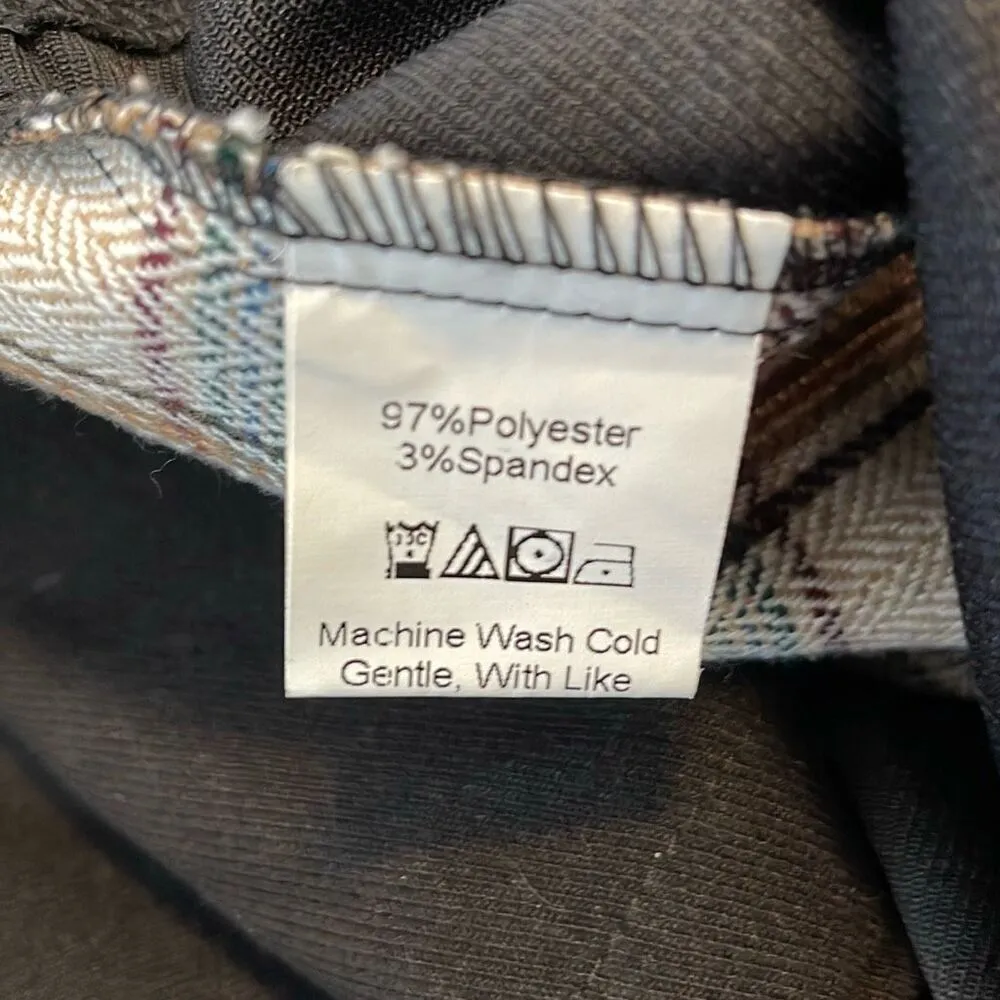 97%Polyester
3%Spandex
Machine Wash Cold
Gentle, With Like